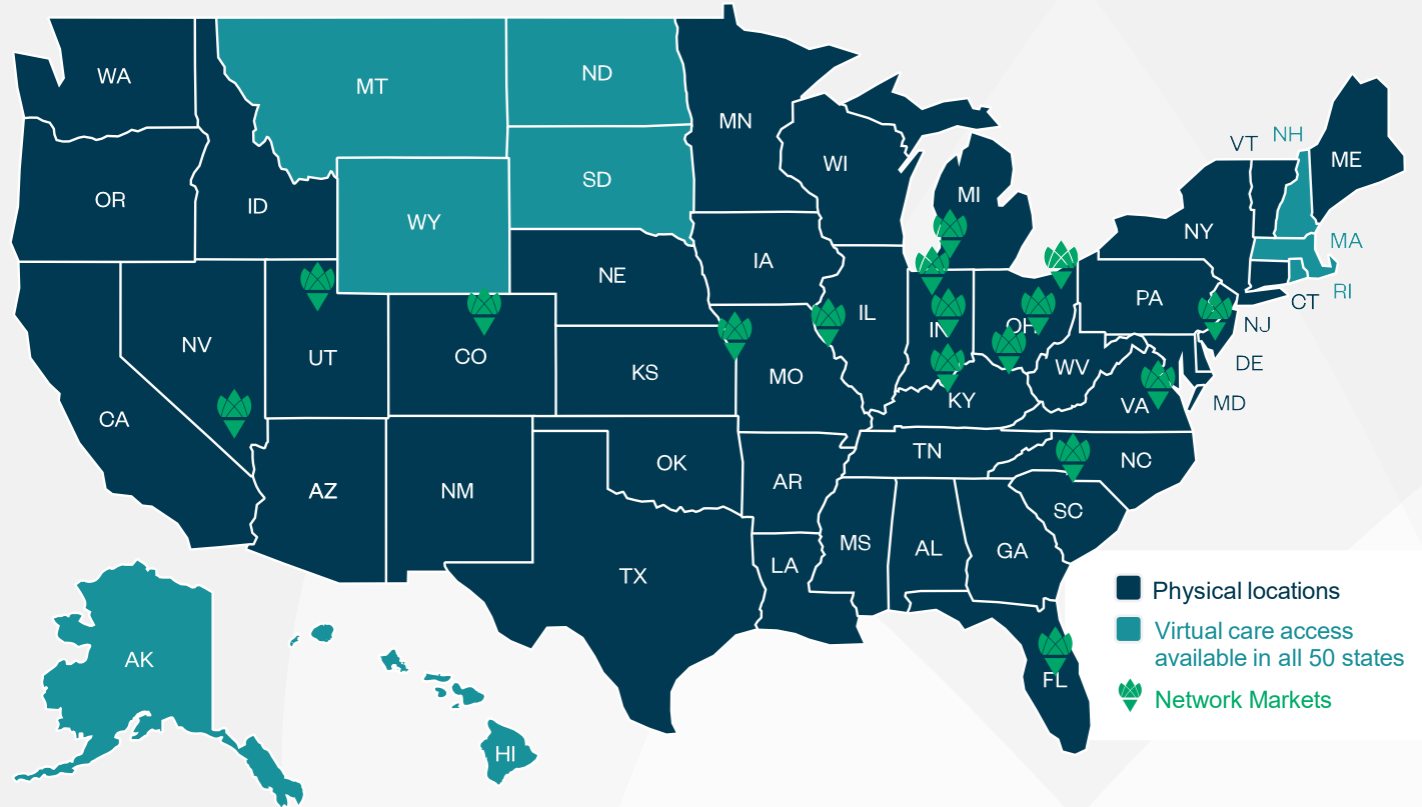 WA
MT
ND
MN
VT
NH
ME
OR
ID
WY
SD
WI
MI
NY
MA
RI
CT
NE
IA
PA
NJ
NV
UT
CO
IL
IN
OH
DE
KS
MO
WV
MD
CA
KY
VA
AZ
NM
OK
AR
TN
NC
SC
TX
LA
MS
AL
GA
FL
AK
HI
Physical locations
Virtual care access
available in all 50 states
Network Markets